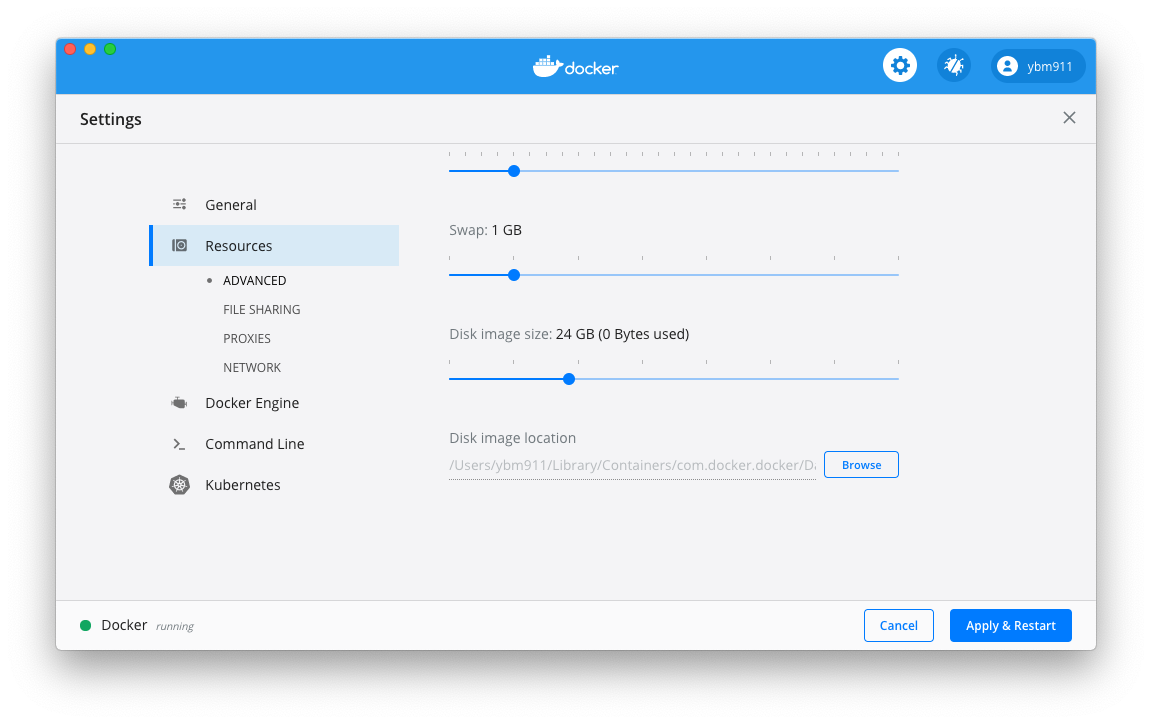 docker
ybm911
Settings
General
Resources
ADVANCED
FILE SHARING
PROXIES
NETWORK
Docker Engine
Command Line
Kubernetes
Swap: 1 GB
Disk image size: 24 GB (0 Bytes used)
Disk image location
/Users/ybm911/Library/Containers/com.docker.docker/Da
Browse
Docker running
Cancel
Apply & Restart